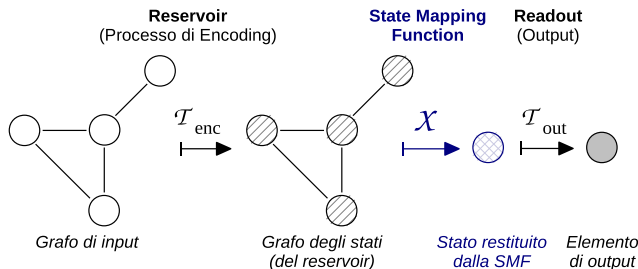 Reservoir
(Processo di Encoding)
State Mapping
Function
Readout
(Output)
𝒯enc
𝒳
𝒯out
Grafo di input
Grafo degli stati
(del reservoir)
Stato restituito
dalla SMF
Elemento
di output